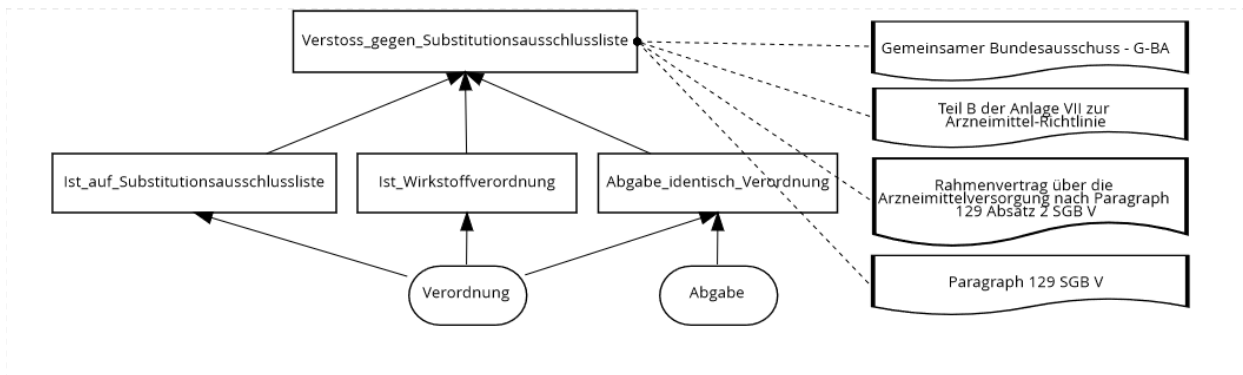 Verstoss_gegen_Substitutionsausschlussliste
Gemeinsamer Bundesausschuss - G-BA
Teil B der Anlage VII zur
Arzneimittel-Richtlinie
Ist_auf_Substitutionsausschlussliste
Ist_Wirkstoffverordnung
Abgabe_identisch_Verordnung
Rahmenvertrag über die
Arzneimittelversorgung nach Paragraph
129 Absatz 2 SGB V
Verordnung
Abgabe
Paragraph 129 SGB V